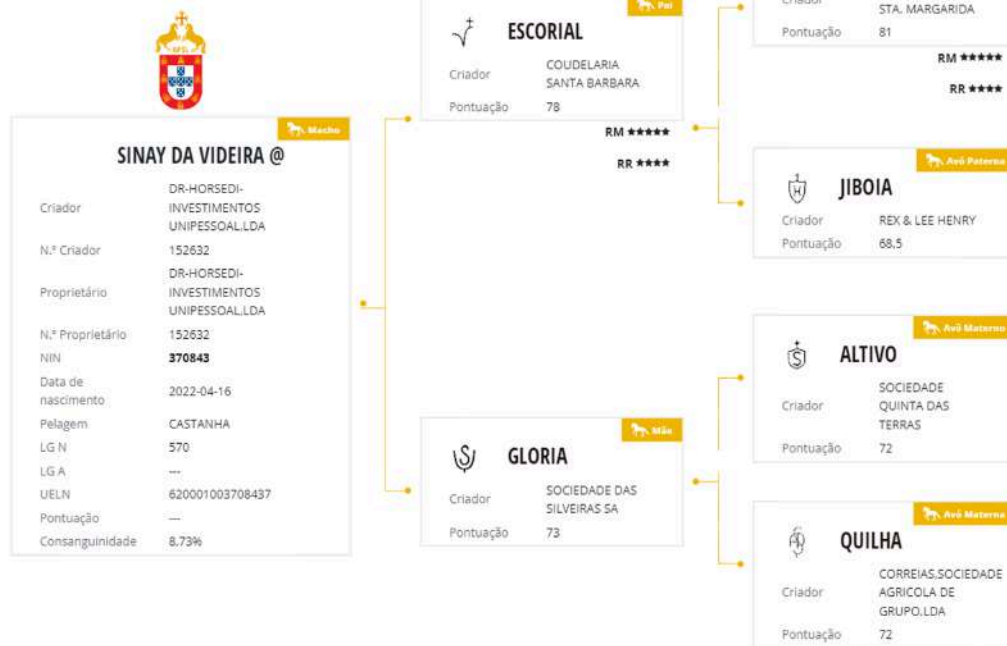 APSL
Macho
SINAY DA VIDEIRA @
Criador
DR-HORSEDI-
INVESTIMENTOS
UNIPESSOAL,LDA
N.º Criador 152632
Proprietário
DR-HORSEDI-
INVESTIMENTOS
UNIPESSOAL,LDA
N.º Proprietário 152632
NIN 370843
Data de
nascimento
2022-04-16
Pelagem CASTANHA
LG N 570
LG A ---
UELN 620001003708437
Pontuação ---
Consanguinidade 8,73%
Pai
ESCORIAL
Criador
COUDELARIA
SANTA BARBARA
Pontuação 78
RM ★★★★★
RR ★★★★
Mãe
GLORIA
Criador
SOCIEDADE DAS
SILVEIRAS SA
Pontuação 73
Criador
STA. MARGARIDA
Pontuação 81
RM ★★★★★
RR ★★★★
Avó Paterna
JIBOIA
Criador REX & LEE HENRY
Pontuação 68,5
Avô Materno
ALTIVO
Criador
SOCIEDADE
QUINTA DAS
TERRAS
Pontuação 72
Avó Materna
QUILHA
Criador
CORREIAS,SOCIEDADE
AGRICOLA DE
GRUPO,LDA
Pontuação 72